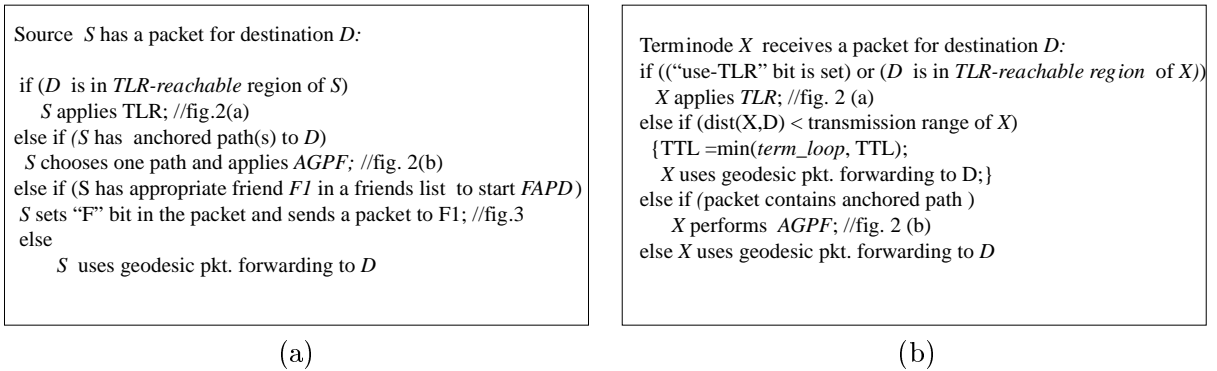 Source S has a packet for destination D:
if (D is in TLR-reachable region of S)
S applies TLR; //fig.2(a)
else if (S has anchored path(s) to D)
S chooses one path and applies AGPF; //fig. 2(b)
else if (S has appropriate friend F1 in a friends list to start FAPD)
S sets “F” bit in the packet and sends a packet to F1; //fig.3
else
S uses geodesic pkt. forwarding to D
(a)
Terminode X receives a packet for destination D:
if ((“use-TLR” bit is set) or (D is in TLR-reachable region of X))
X applies TLR; //fig. 2 (a)
else if (dist(X,D) < transmission range of X)
{TTL =min(term_loop, TTL);
X uses geodesic pkt. forwarding to D;}
else if (packet contains anchored path )
X performs AGPF; //fig. 2 (b)
else X uses geodesic pkt. forwarding to D
(b)